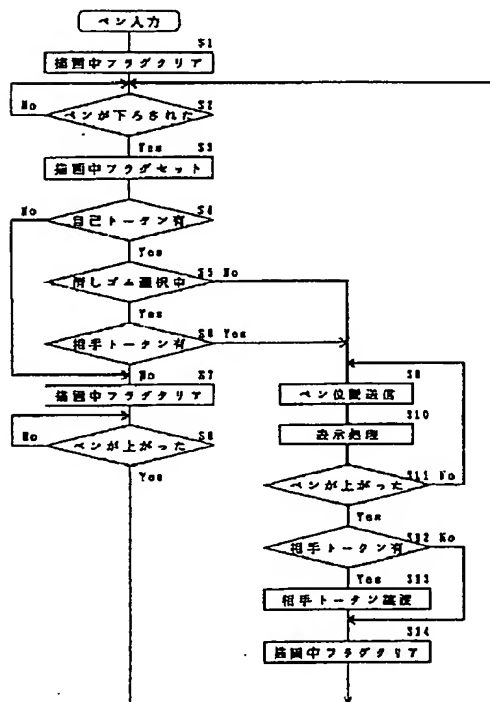 ペン入力
S1
描画中フラグクリア
No
S2
ペンが下ろされた
Yes
S3
描画中フラグセット
No
S4
自己トークン有
Yes
S5 No
消しゴム選択中
Yes
S6 Yes
相手トークン有
No
S7
描画中フラグクリア
No
S8
ペンが上がった
Yes
S9
ペン位置送信
S10
表示処理
S11 No
ペンが上がった
Yes
S12 No
相手トークン有
Yes
S13
相手トークン譲渡
S14
描画中フラグクリア